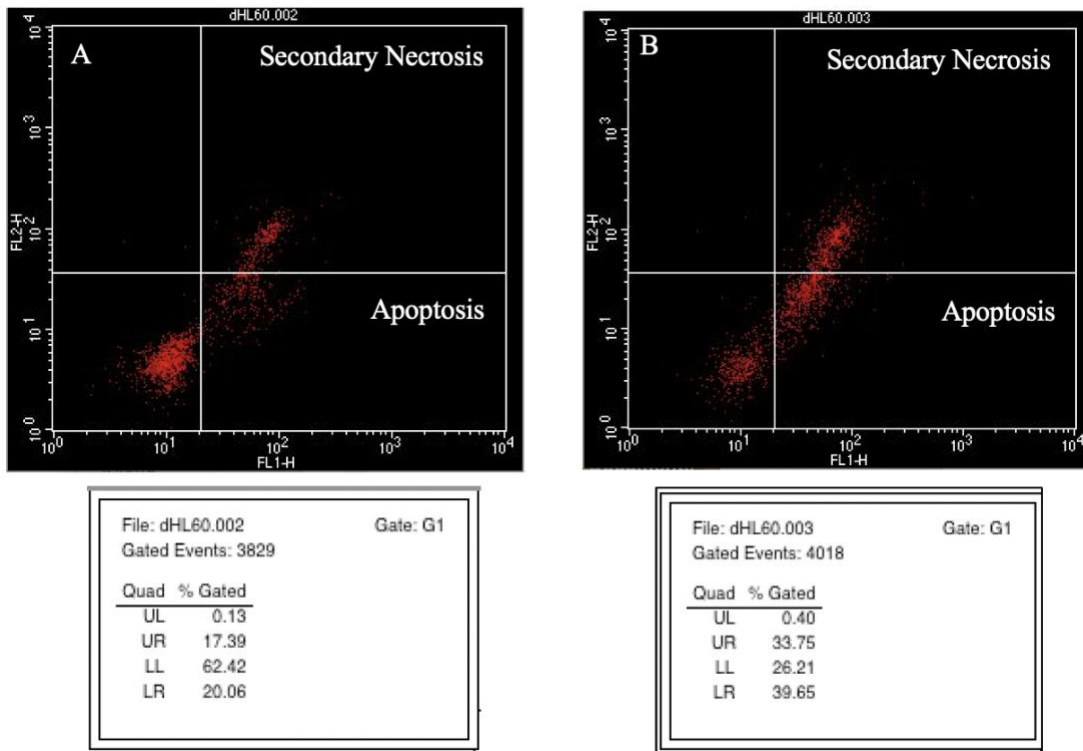 dHL60.002
A
Secondary Necrosis
Apoptosis
FL2-H
10^0 10^1 10^2 10^3 10^4
10^0 10^1 10^2 10^3 10^4
FL1-H
File: dHL60.002 Gate: G1
Gated Events: 3829
Quad % Gated
UL 0.13
UR 17.39
LL 62.42
LR 20.06
dHL60.003
B
Secondary Necrosis
Apoptosis
FL2-H
10^0 10^1 10^2 10^3 10^4
10^0 10^1 10^2 10^3 10^4
FL1-H
File: dHL60.003 Gate: G1
Gated Events: 4018
Quad % Gated
UL 0.40
UR 33.75
LL 26.21
LR 39.65